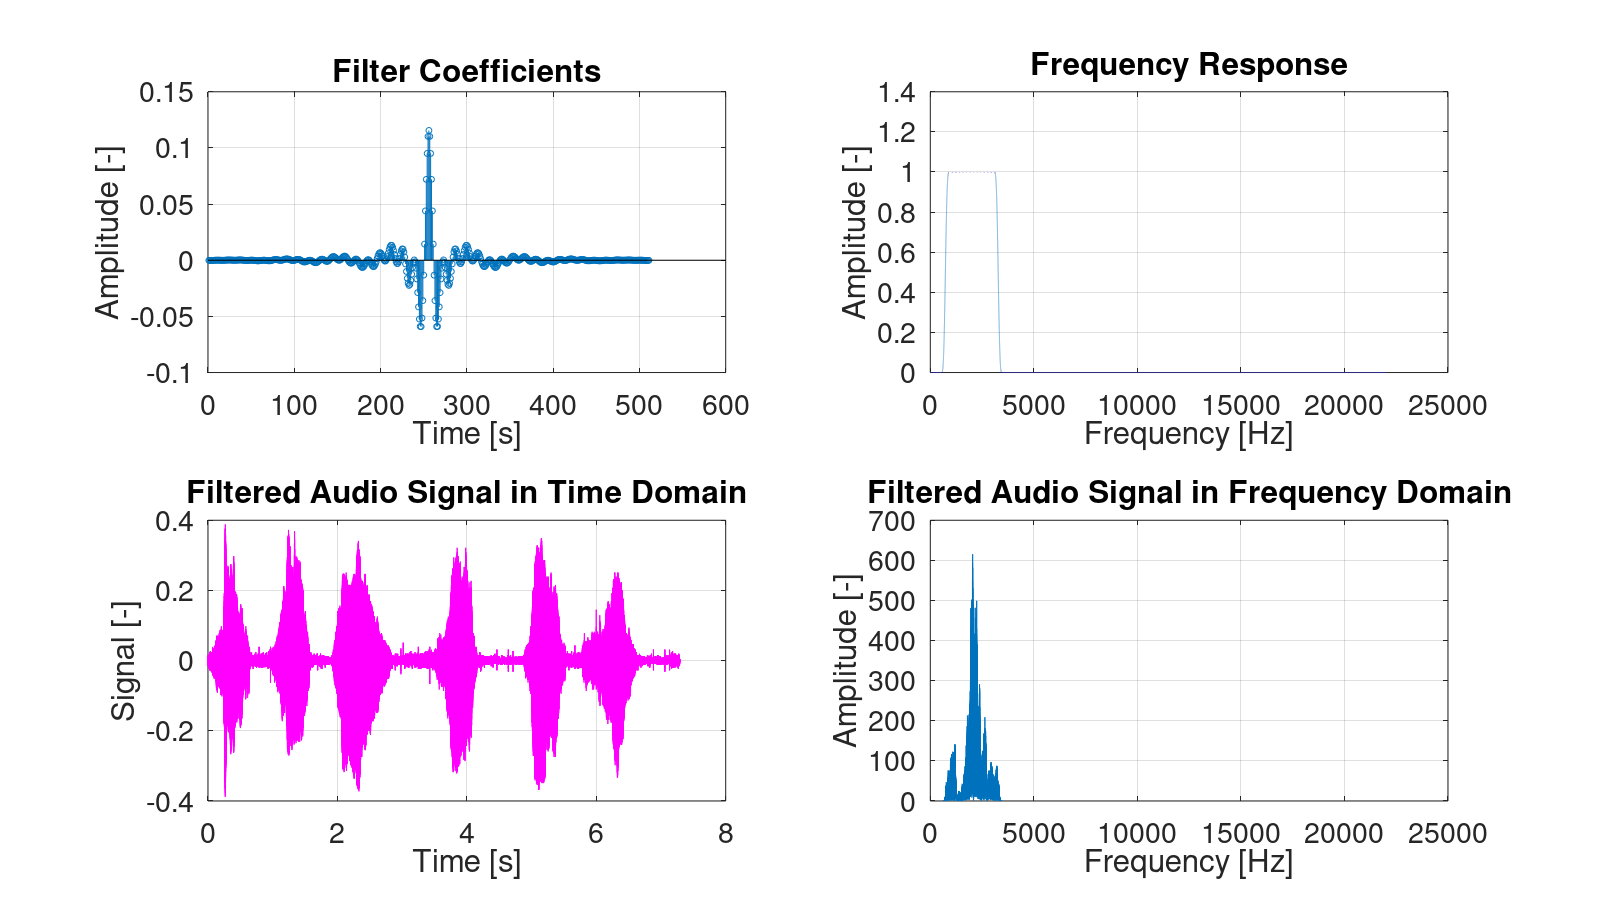 Filter Coefficients
0.15
0.1
0.05
0
-0.05
-0.1
Amplitude [-]
0 100 200 300 400 500 600
Time [s]
Frequency Response
1.4
1.2
1
0.8
0.6
0.4
0.2
0
Amplitude [-]
0 5000 10000 15000 20000 25000
Frequency [Hz]
Filtered Audio Signal in Time Domain
0.4
0.2
0
-0.2
-0.4
Signal [-]
0 2 4 6 8
Time [s]
Filtered Audio Signal in Frequency Domain
700
600
500
400
300
200
100
0
Amplitude [-]
0 5000 10000 15000 20000 25000
Frequency [Hz]